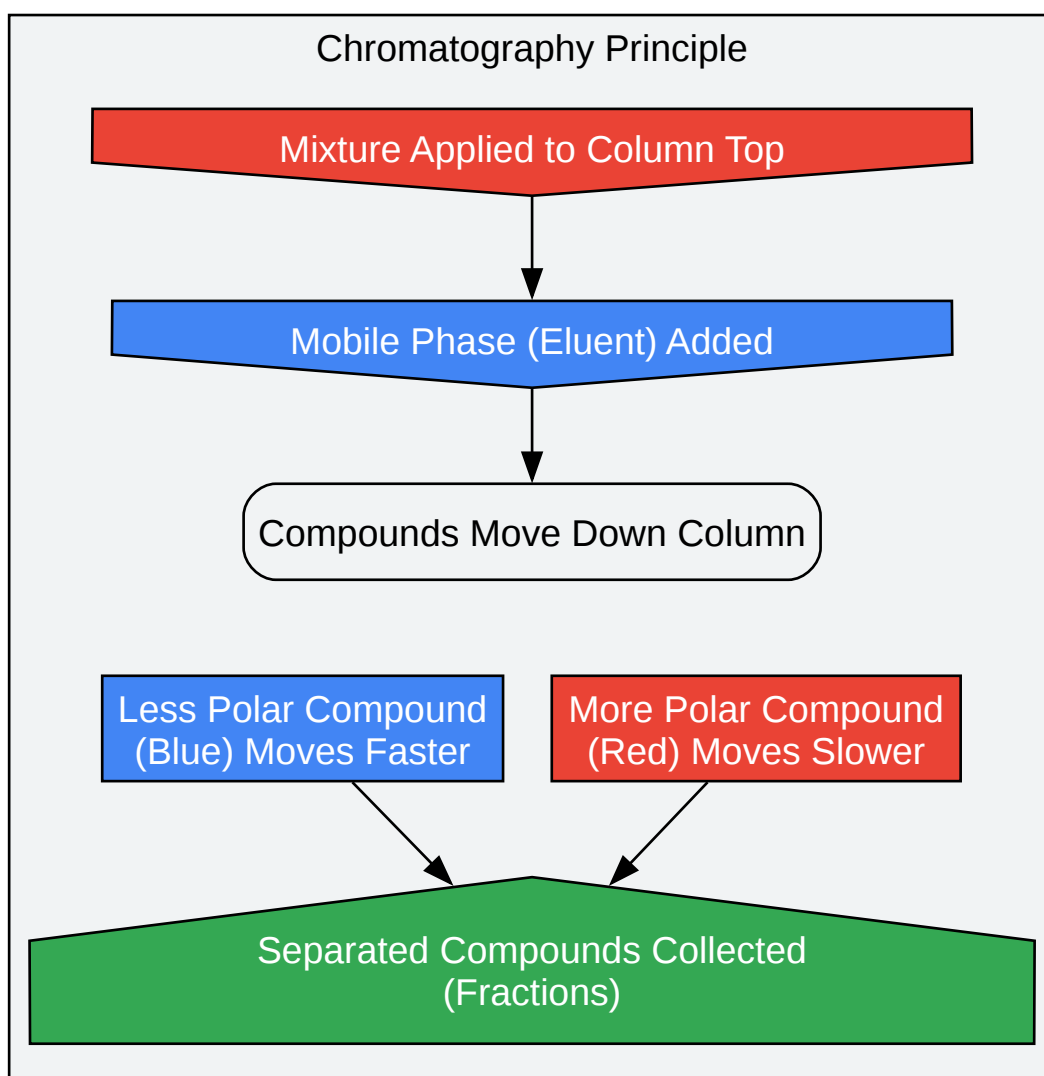 Chromatography Principle
Mixture Applied to Column Top
Mobile Phase (Eluent) Added
Compounds Move Down Column
Less Polar Compound
(Blue) Moves Faster
More Polar Compound
(Red) Moves Slower
Separated Compounds Collected
(Fractions)